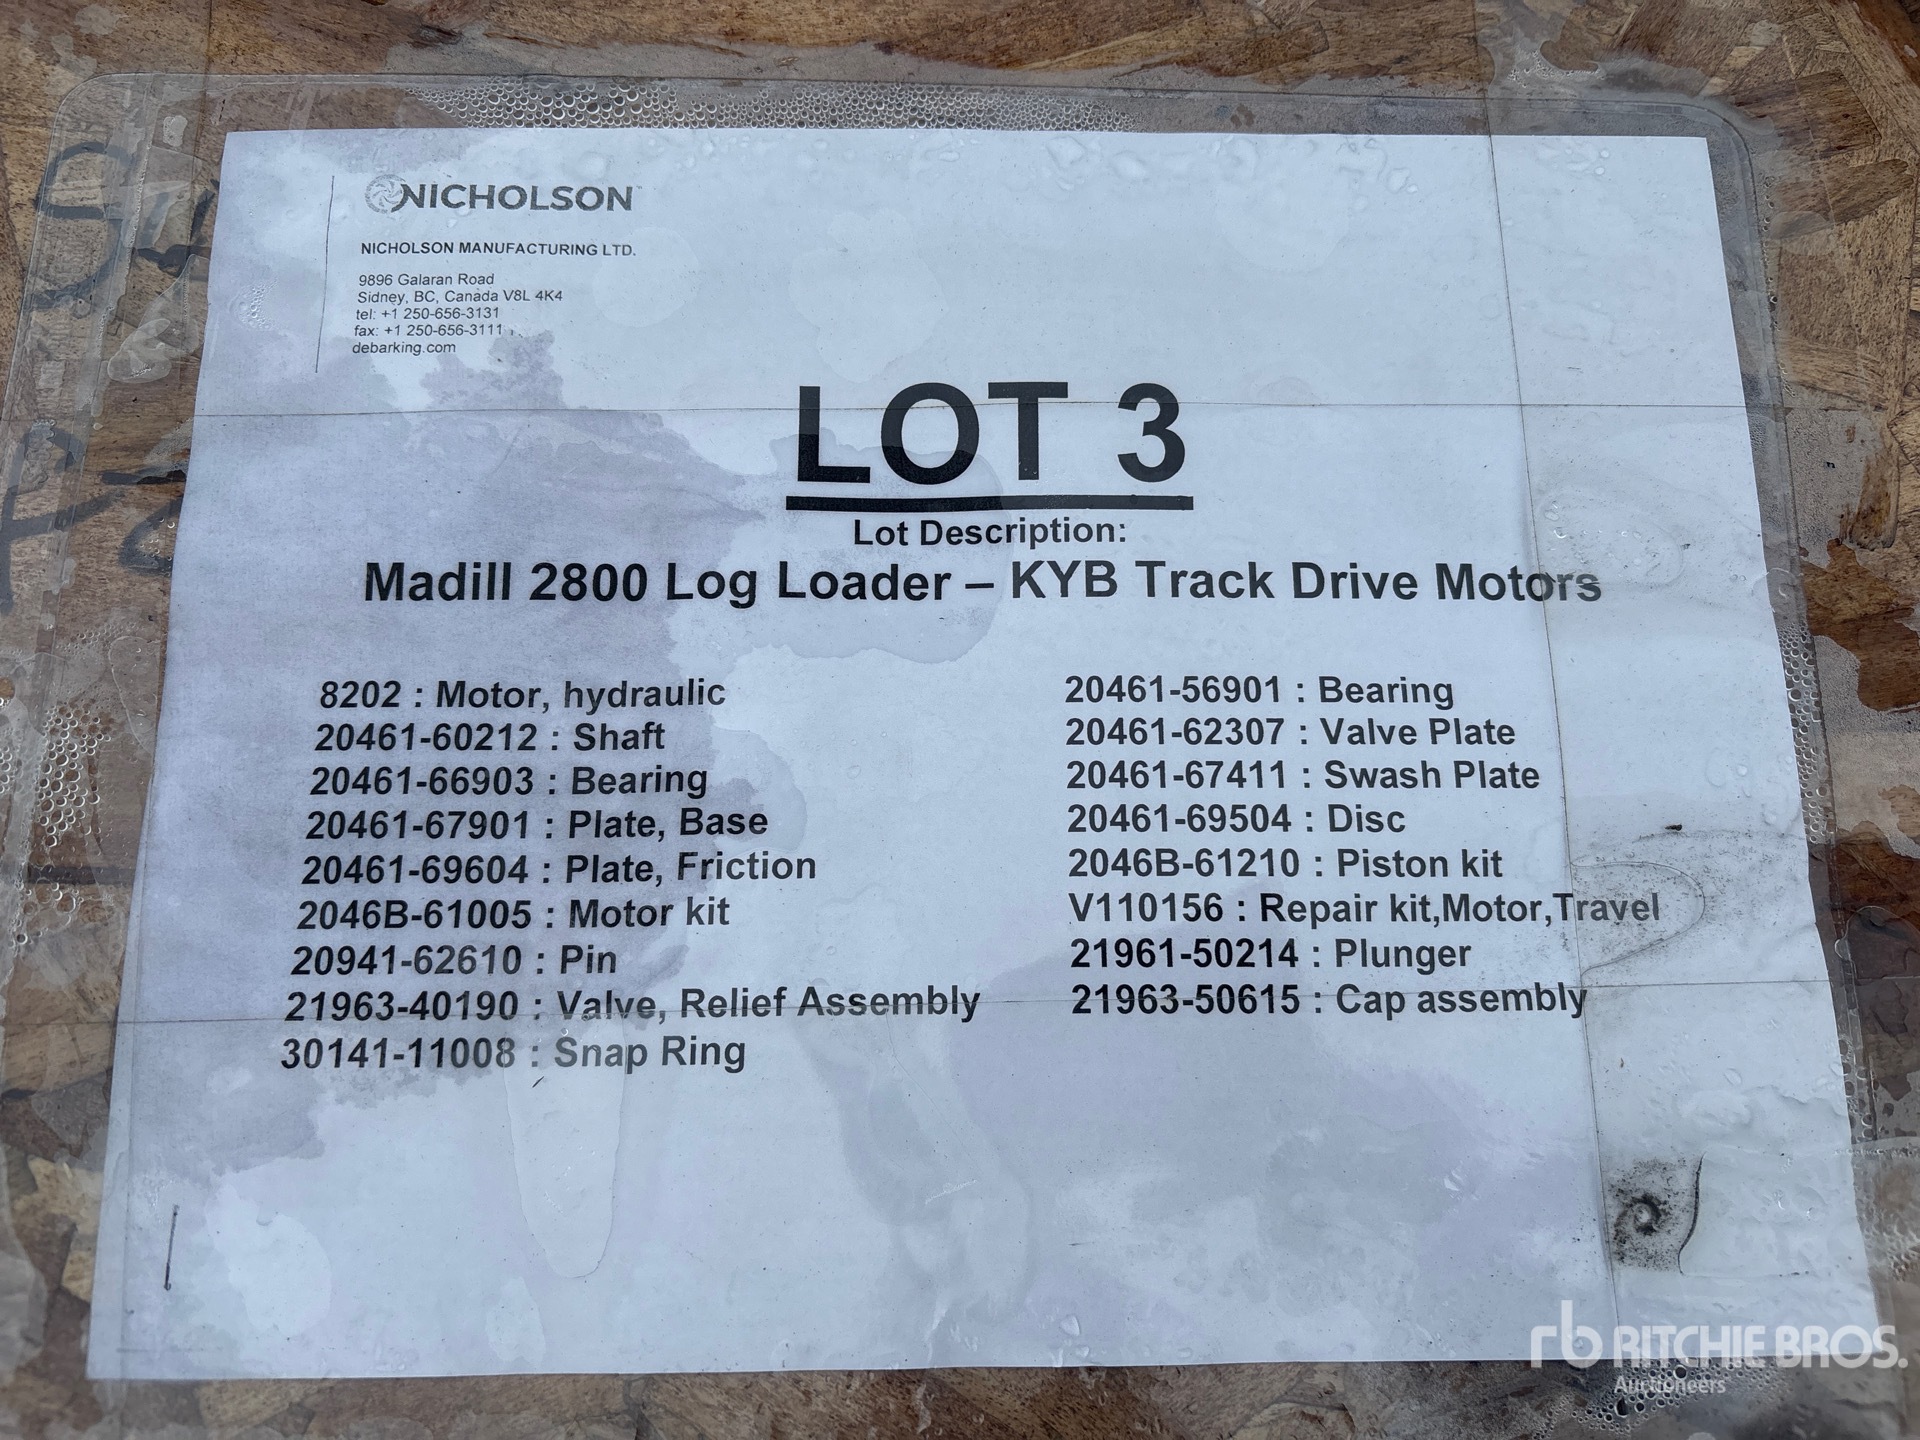 NICHOLSON
NICHOLSON MANUFACTURING LTD.
9896 Galaran Road
Sidney, BC, Canada V8L 4K4
tel: +1 250-656-3131
fax: +1 250-656-3111
debarking.com
LOT 3
Lot Description:
Madill 2800 Log Loader – KYB Track Drive Motors
8202 : Motor, hydraulic
20461-60212 : Shaft
20461-66903 : Bearing
20461-67901 : Plate, Base
20461-69604 : Plate, Friction
2046B-61005 : Motor kit
20941-62610 : Pin
21963-40190 : Valve, Relief Assembly
30141-11008 : Snap Ring
20461-56901 : Bearing
20461-62307 : Valve Plate
20461-67411 : Swash Plate
20461-69504 : Disc
2046B-61210 : Piston kit
V110156 : Repair kit,Motor,Travel
21961-50214 : Plunger
21963-50615 : Cap assembly
rb RITCHIE BROS.
Auctioneers